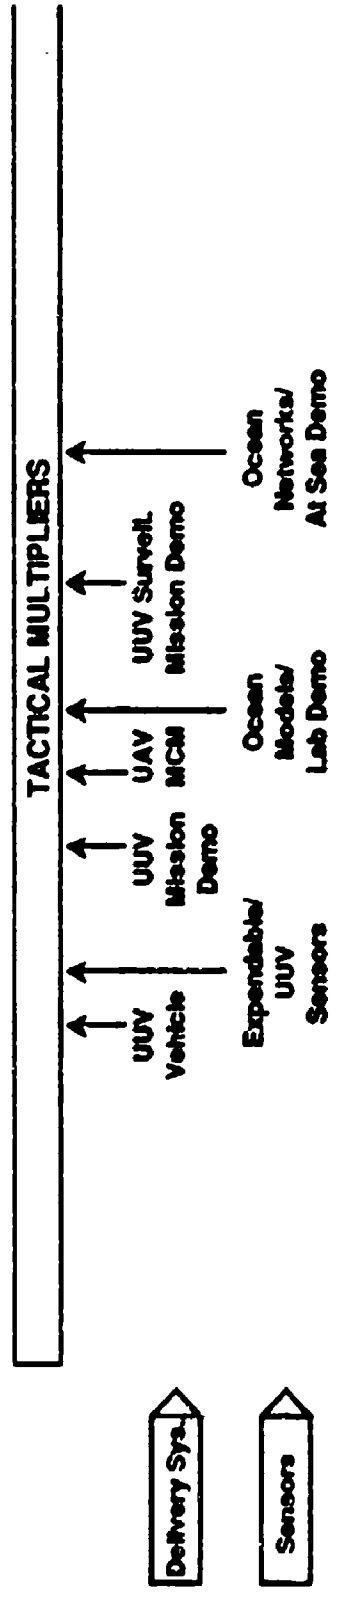 TACTICAL MULTIPLIERS
Delivery Sys.
UUV
Vehicle
UUV
Mission
Demo
UAV
MCM
UUV Surveil.
Mission Demo
Sensors
Expendable/
UUV
Sensors
Ocean
Models/
Lab Demo
Ocean
Networks/
At Sea Demo